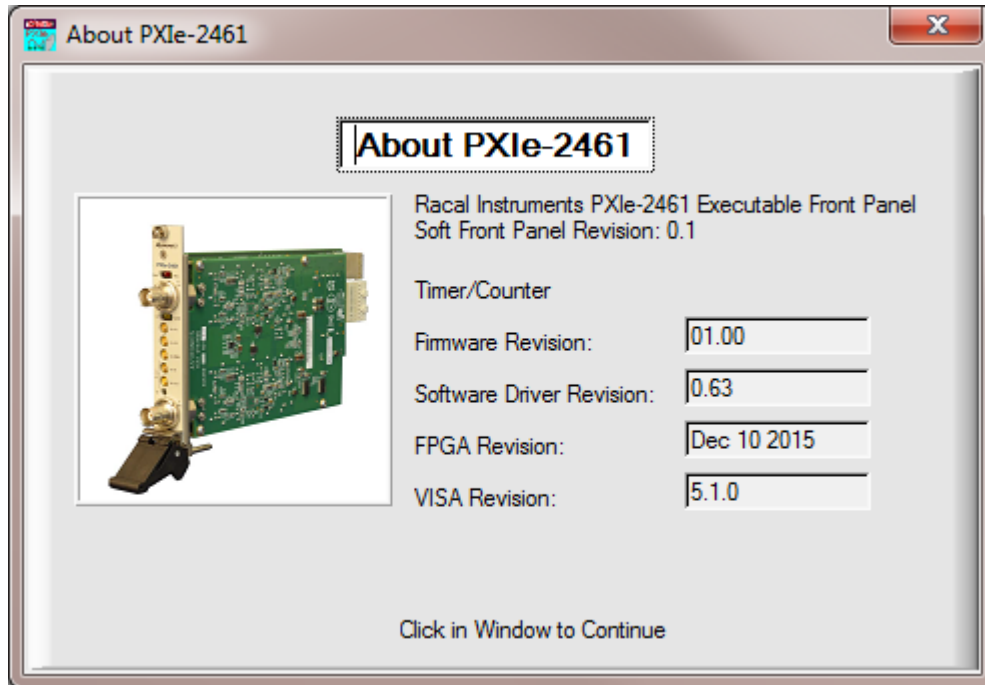 About PXIe-2461
About PXIe-2461
Racal Instruments PXIe-2461 Executable Front Panel
Soft Front Panel Revision: 0.1
Timer/Counter
Firmware Revision: 01.00
Software Driver Revision: 0.63
FPGA Revision: Dec 10 2015
VISA Revision: 5.1.0
Click in Window to Continue